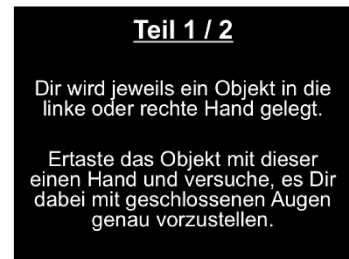 Teil 1 / 2
Dir wird jeweils ein Objekt in die
linke oder rechte Hand gelegt.
Ertaste das Objekt mit dieser
einen Hand und versuche, es Dir
dabei mit geschlossenen Augen
genau vorzustellen.